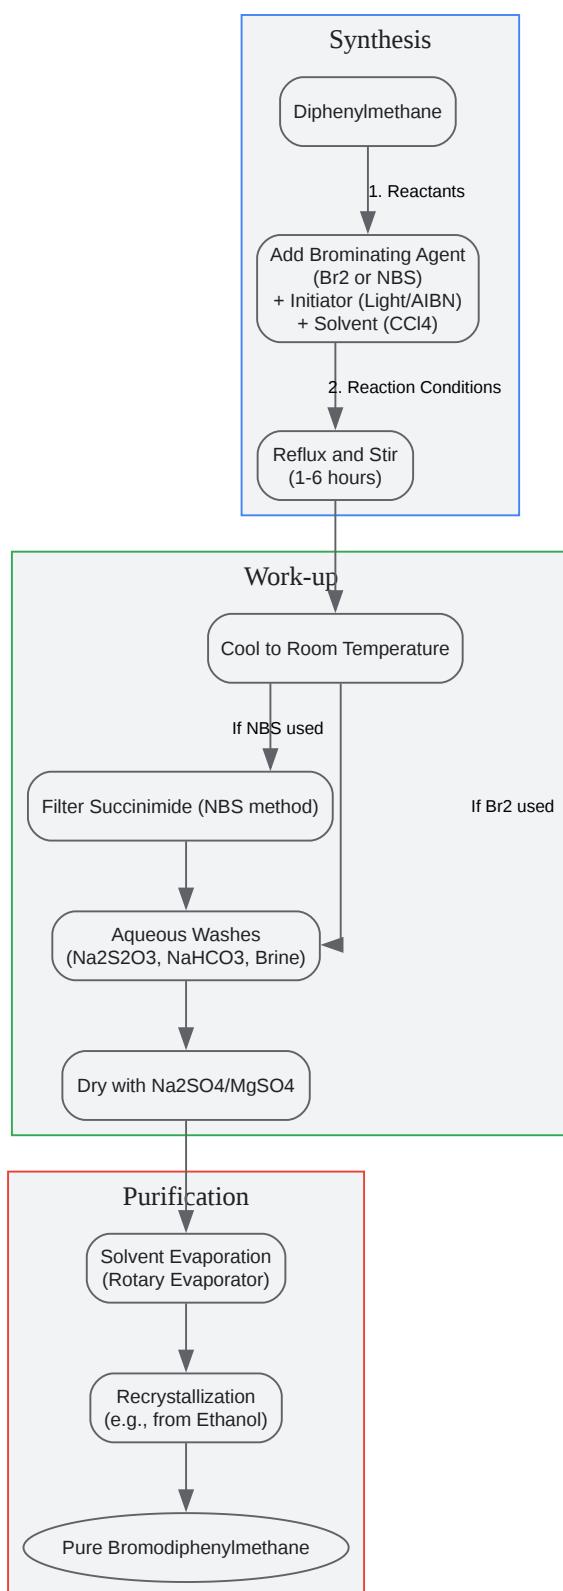 Synthesis
Diphenylmethane
1. Reactants
Add Brominating Agent
(Br2 or NBS)
+ Initiator (Light/AIBN)
+ Solvent (CCl4)
2. Reaction Conditions
Reflux and Stir
(1-6 hours)
Work-up
Cool to Room Temperature
If NBS used
Filter Succinimide (NBS method)
If Br2 used
Aqueous Washes
(Na2S2O3, NaHCO3, Brine)
Dry with Na2SO4/MgSO4
Purification
Solvent Evaporation
(Rotary Evaporator)
Recrystallization
(e.g., from Ethanol)
Pure Bromodiphenylmethane